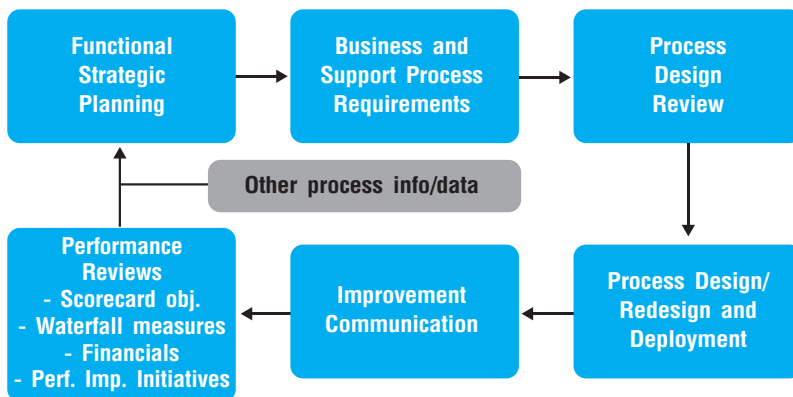 Functional
Strategic
Planning
Business and
Support Process
Requirements
Process
Design
Review
Other process info/data
Performance
Reviews
- Scorecard obj.
- Waterfall measures
- Financials
- Perf. Imp. Initiatives
Improvement
Communication
Process Design/
Redesign and
Deployment